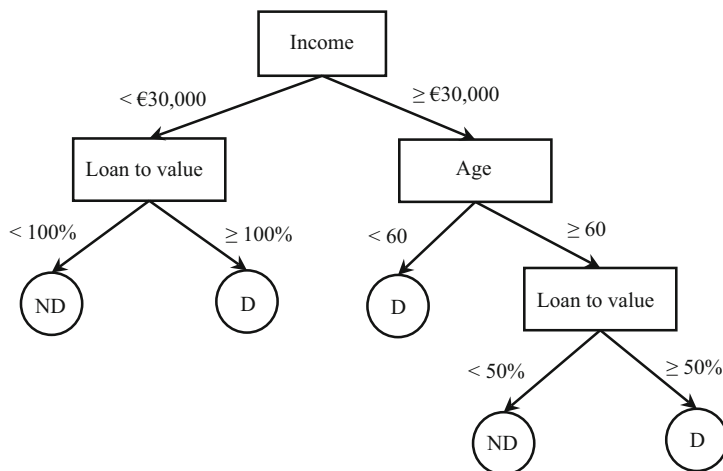 Income
< €30,000
≥ €30,000
Loan to value
Age
< 100%
≥ 100%
< 60
≥ 60
ND
D
D
Loan to value
< 50%
≥ 50%
ND
D